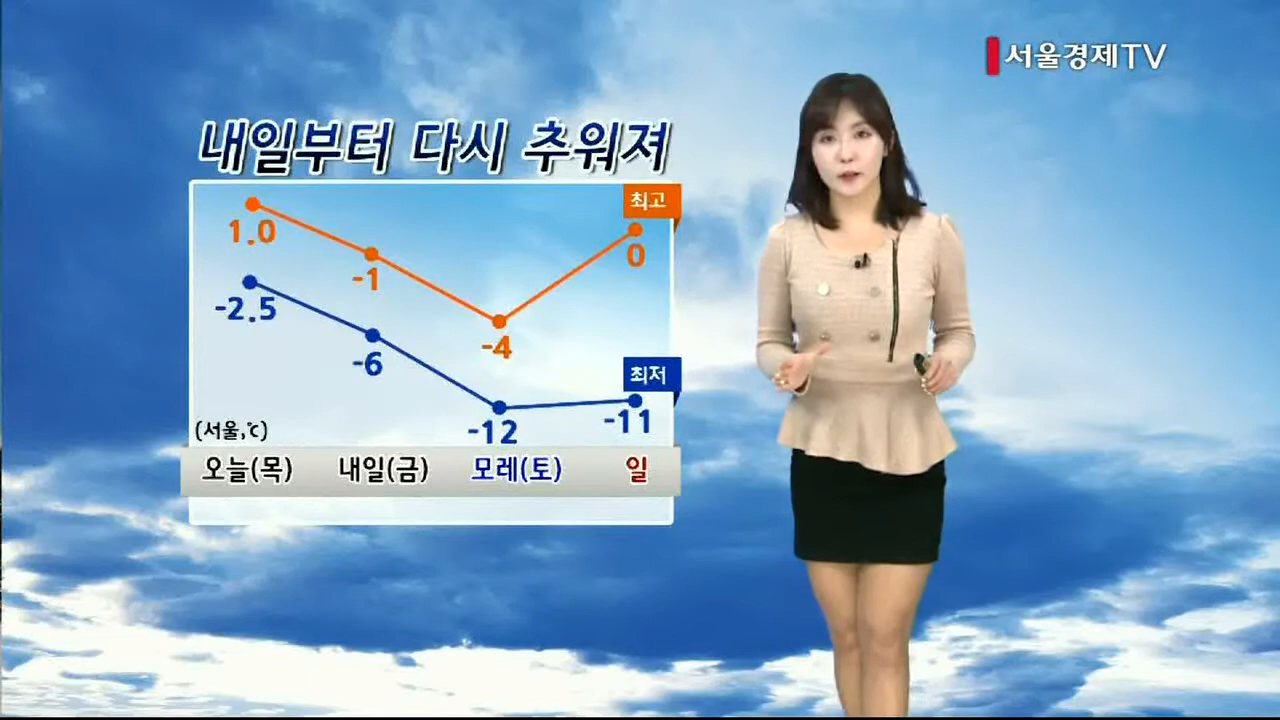 서울경제TV
내일부터 다시 추워져
최고
1.0
-1
-4
0
최저
-2.5
-6
-12
-11
(서울,℃)
오늘(목) 내일(금) 모레(토) 일